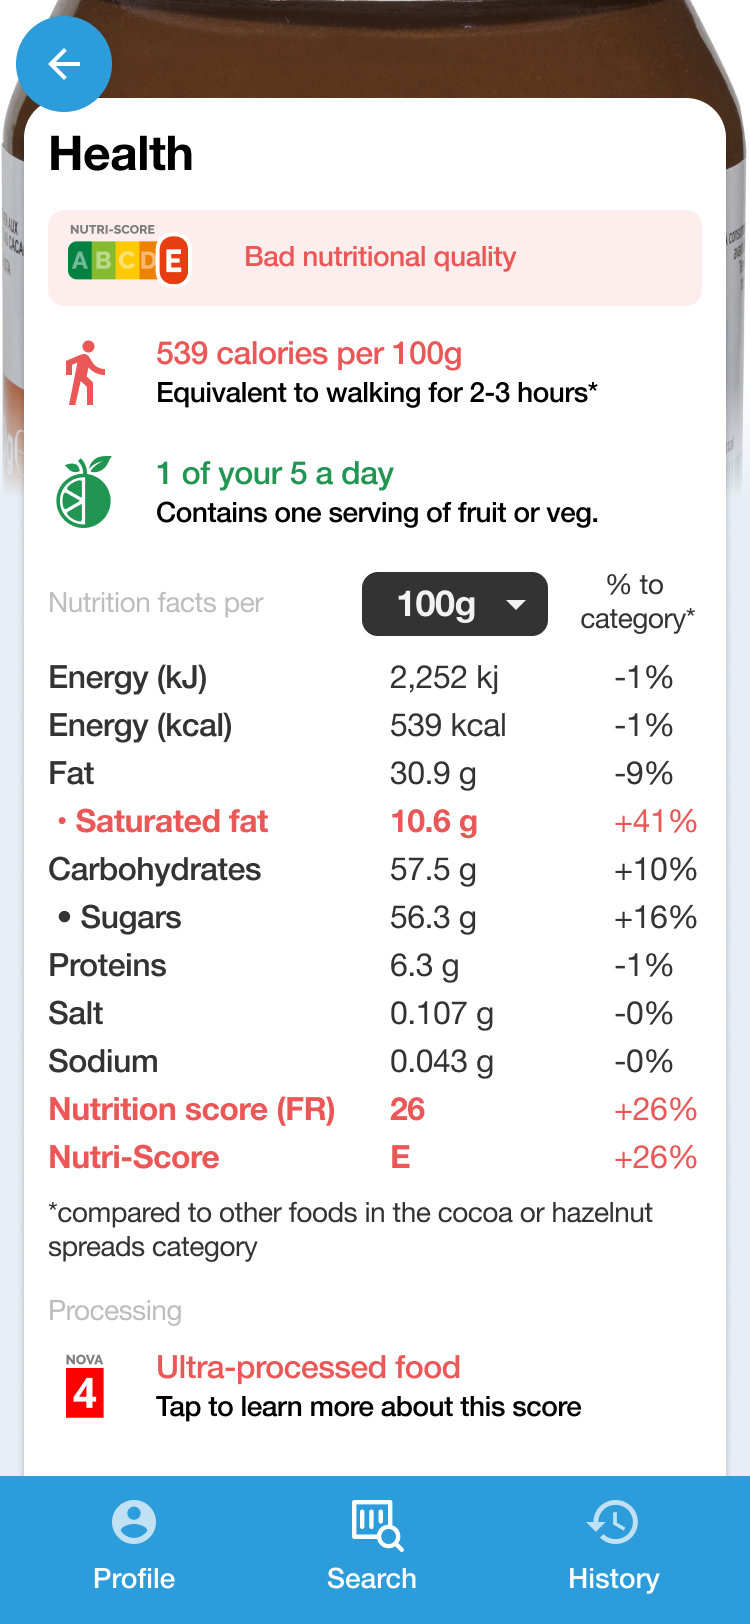 Health
NUTRI-SCORE
A B C D E
Bad nutritional quality
539 calories per 100g
Equivalent to walking for 2-3 hours*
1 of your 5 a day
Contains one serving of fruit or veg.
Nutrition facts per
100g
% to
category*
Energy (kJ) 2,252 kj -1%
Energy (kcal) 539 kcal -1%
Fat 30.9 g -9%
• Saturated fat 10.6 g +41%
Carbohydrates 57.5 g +10%
• Sugars 56.3 g +16%
Proteins 6.3 g -1%
Salt 0.107 g -0%
Sodium 0.043 g -0%
Nutrition score (FR) 26 +26%
Nutri-Score E +26%
*compared to other foods in the cocoa or hazelnut
spreads category
Processing
NOVA
4
Ultra-processed food
Tap to learn more about this score
Profile
Search
History